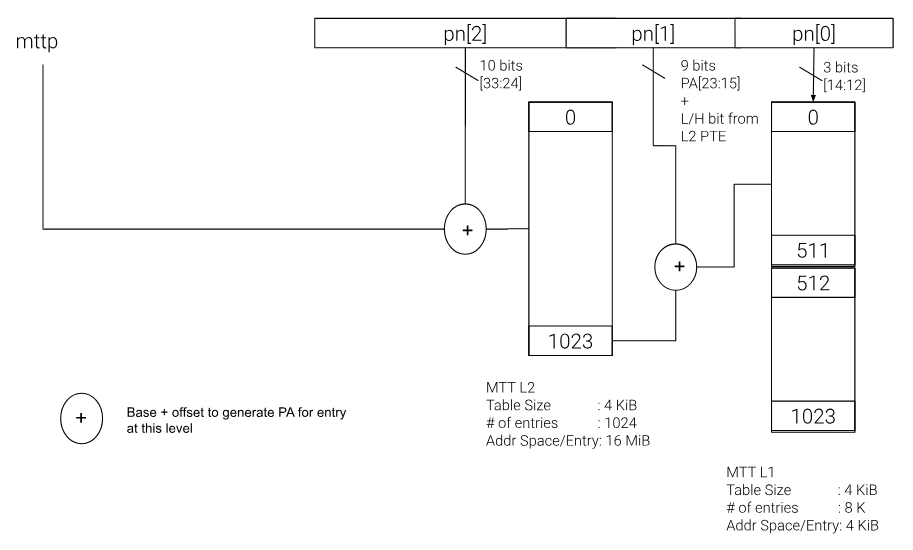 mttp
pn[2]
pn[1]
pn[0]
10 bits
[33:24]
9 bits
PA[23:15]
+
L/H bit from
L2 PTE
3 bits
[14:12]
0
0
+
511
+
512
1023
MTT L2
Table Size : 4 KiB
# of entries : 1024
Addr Space/Entry: 16 MiB
1023
+
Base + offset to generate PA for entry
at this level
MTT L1
Table Size : 4 KiB
# of entries : 8 K
Addr Space/Entry: 4 KiB